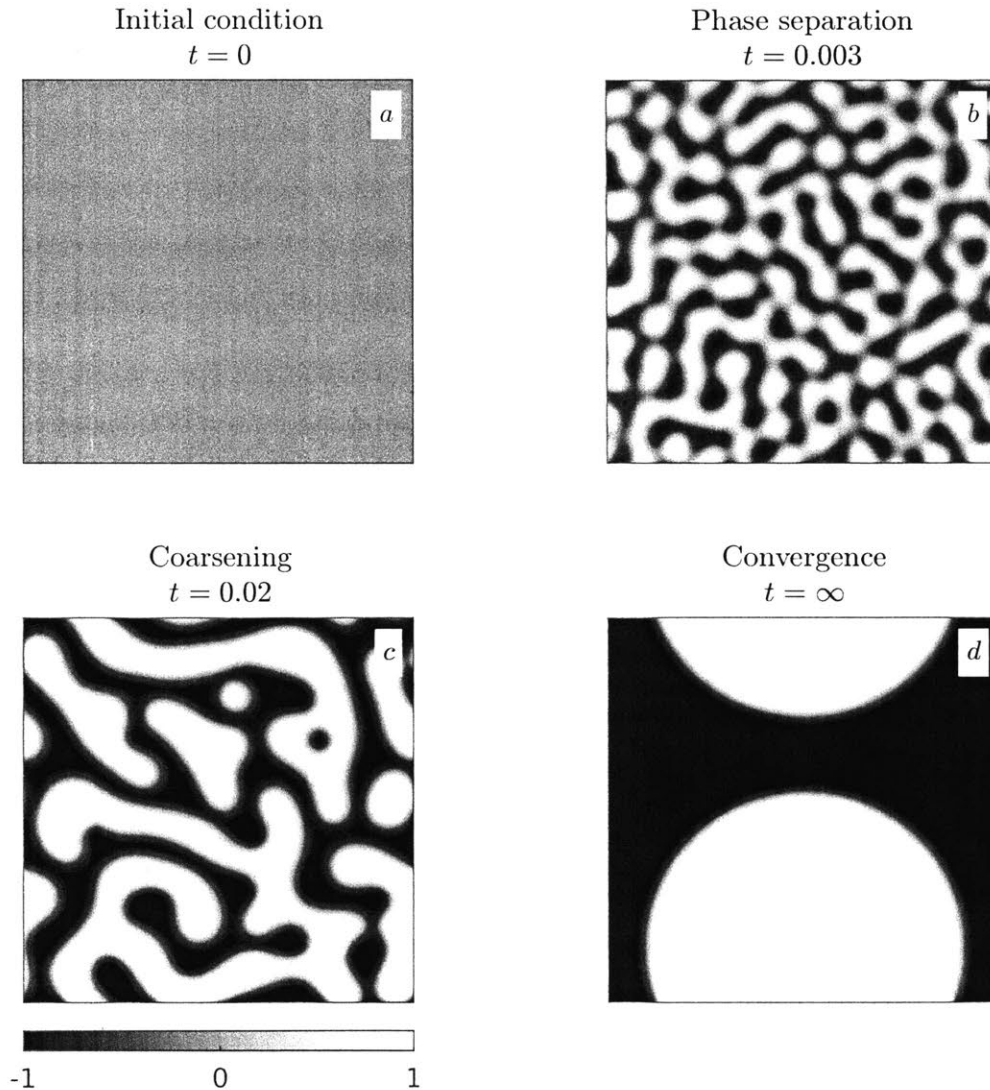 Initial condition
t = 0
a
Phase separation
t = 0.003
b
Coarsening
t = 0.02
c
Convergence
t = ∞
d
-1 0 1